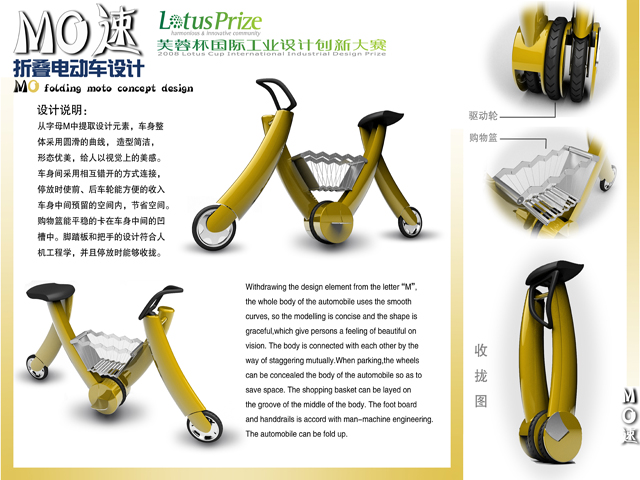 MO速
折叠电动车设计
MO folding moto concept design
LotusPrize
harmonious & innovative community
芙蓉杯国际工业设计创新大赛
2008 Lotus Cup International Industrial Design Prize
设计说明:
从字母M中提取设计元素，车身整
体采用圆滑的曲线， 造型简洁，
形态优美，给人以视觉上的美感。
车身间采用相互错开的方式连接，
停放时使前、后车轮能方便的收入
车身中间预留的空间内，节省空间。
购物篮能平稳的卡在车身中间的凹
槽中。脚踏板和把手的设计符合人
机工程学，并且停放时能够收拢。
Withdrawing the design element from the letter "M",
the whole body of the automobile uses the smooth
curves, so the modelling is concise and the shape is
graceful,which give persons a feeling of beautiful on
vision. The body is connected with each other by the
way of staggering mutually.When parking,the wheels
can be concealed the body of the automobile so as to
save space. The shopping basket can be layed on
the groove of the middle of the body. The foot board
and handdrails is accord with man-machine engineering.
The automobile can be fold up.
驱动轮
购物篮
收拢图
MO速